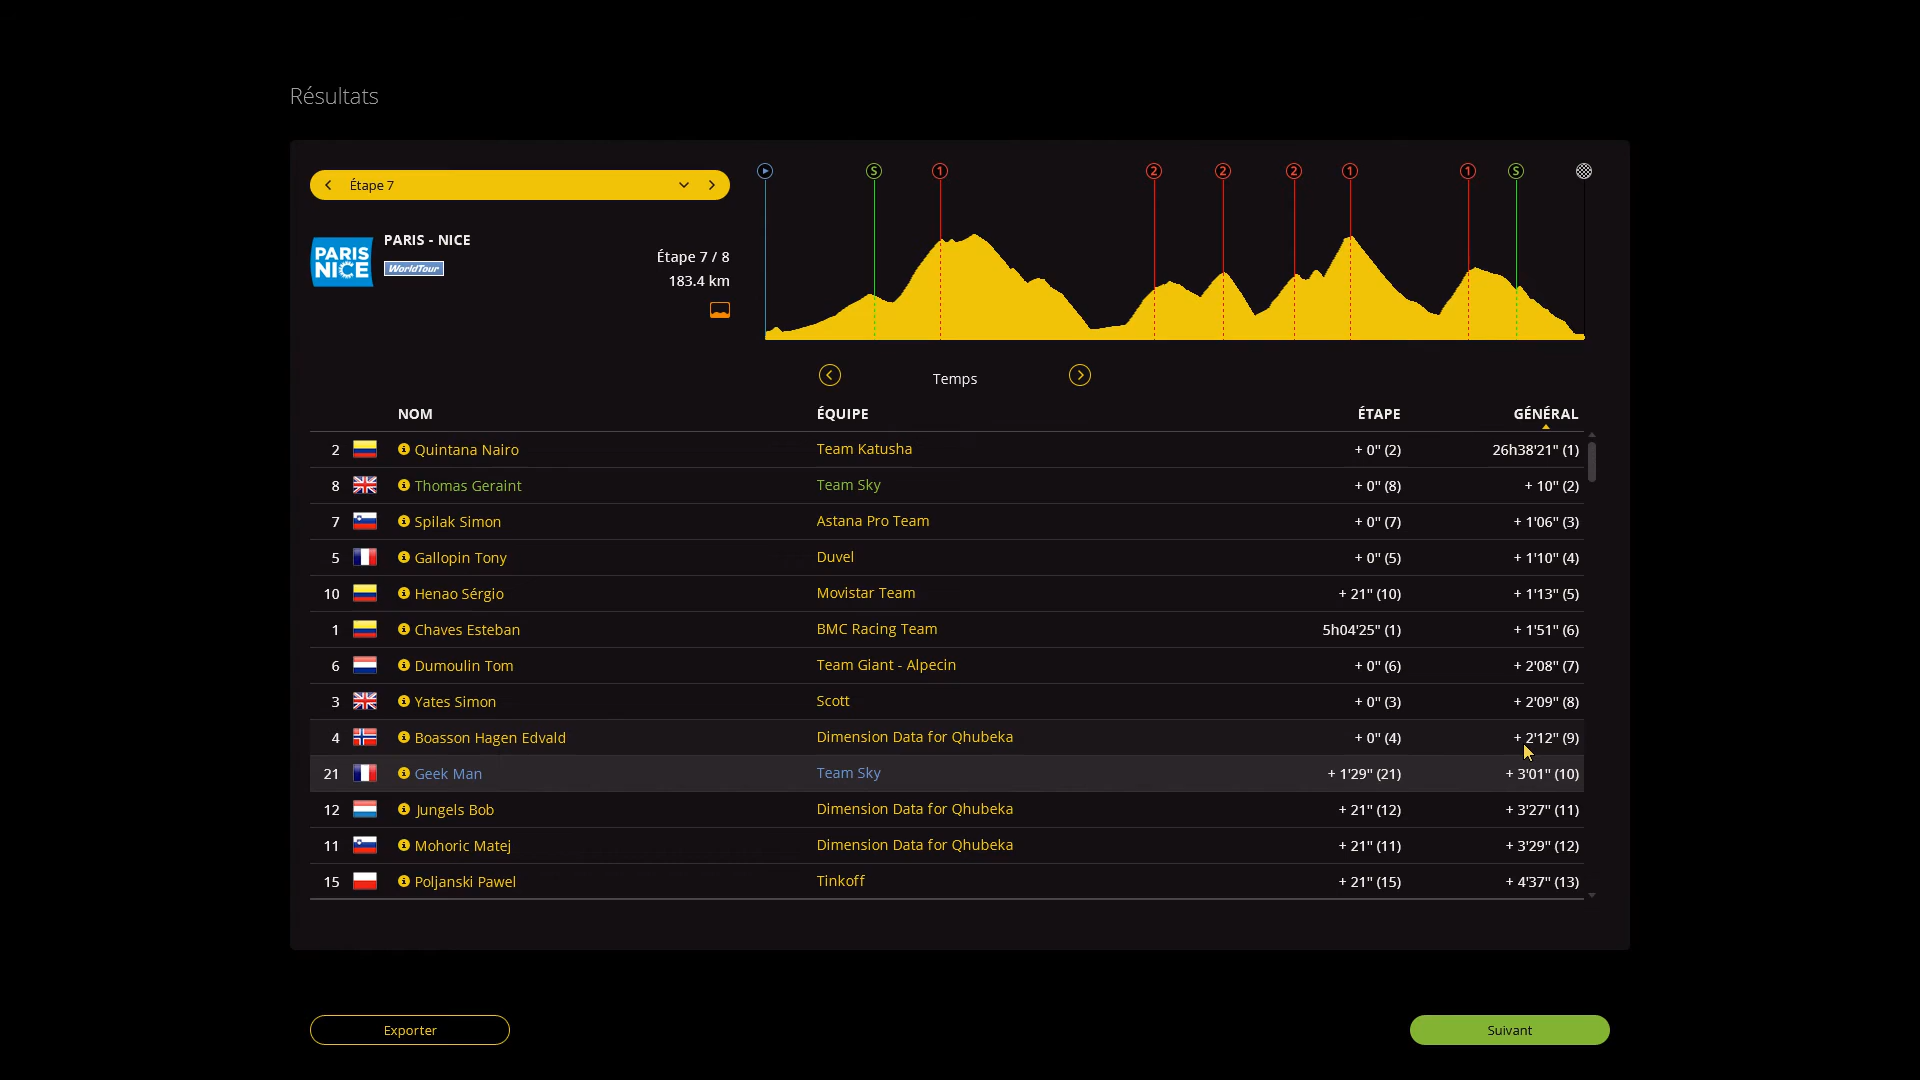 Résultats
Étape 7
PARIS NICE
PARIS - NICE
WorldTour
Étape 7 / 8
183.4 km
S 1 2 2 2 1 1 S
Temps
NOM ÉQUIPE ÉTAPE GÉNÉRAL
2 Quintana Nairo Team Katusha + 0" (2) 26h38'21" (1)
8 Thomas Geraint Team Sky + 0" (8) + 10" (2)
7 Spilak Simon Astana Pro Team + 0" (7) + 1'06" (3)
5 Gallopin Tony Duvel + 0" (5) + 1'10" (4)
10 Henao Sérgio Movistar Team + 21" (10) + 1'13" (5)
1 Chaves Esteban BMC Racing Team 5h04'25" (1) + 1'51" (6)
6 Dumoulin Tom Team Giant - Alpecin + 0" (6) + 2'08" (7)
3 Yates Simon Scott + 0" (3) + 2'09" (8)
4 Boasson Hagen Edvald Dimension Data for Qhubeka + 0" (4) + 2'12" (9)
21 Geek Man Team Sky + 1'29" (21) + 3'01" (10)
12 Jungels Bob Dimension Data for Qhubeka + 21" (12) + 3'27" (11)
11 Mohoric Matej Dimension Data for Qhubeka + 21" (11) + 3'29" (12)
15 Poljanski Pawel Tinkoff + 21" (15) + 4'37" (13)
Exporter Suivant